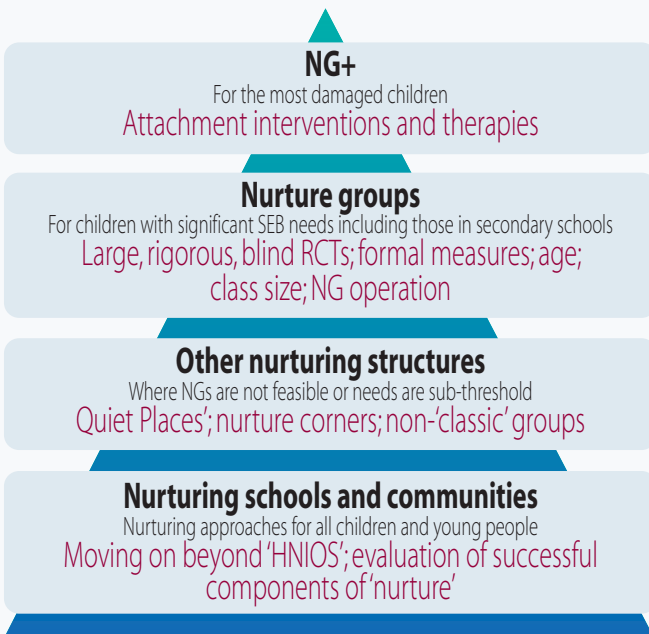 NG+
For the most damaged children
Attachment interventions and therapies
Nurture groups
For children with significant SEB needs including those in secondary schools
Large, rigorous, blind RCTs; formal measures; age;
class size; NG operation
Other nurturing structures
Where NGs are not feasible or needs are sub-threshold
Quiet Places’; nurture corners; non-‘classic’ groups
Nurturing schools and communities
Nurturing approaches for all children and young people
Moving on beyond ‘HNIOS’; evaluation of successful
components of ‘nurture’